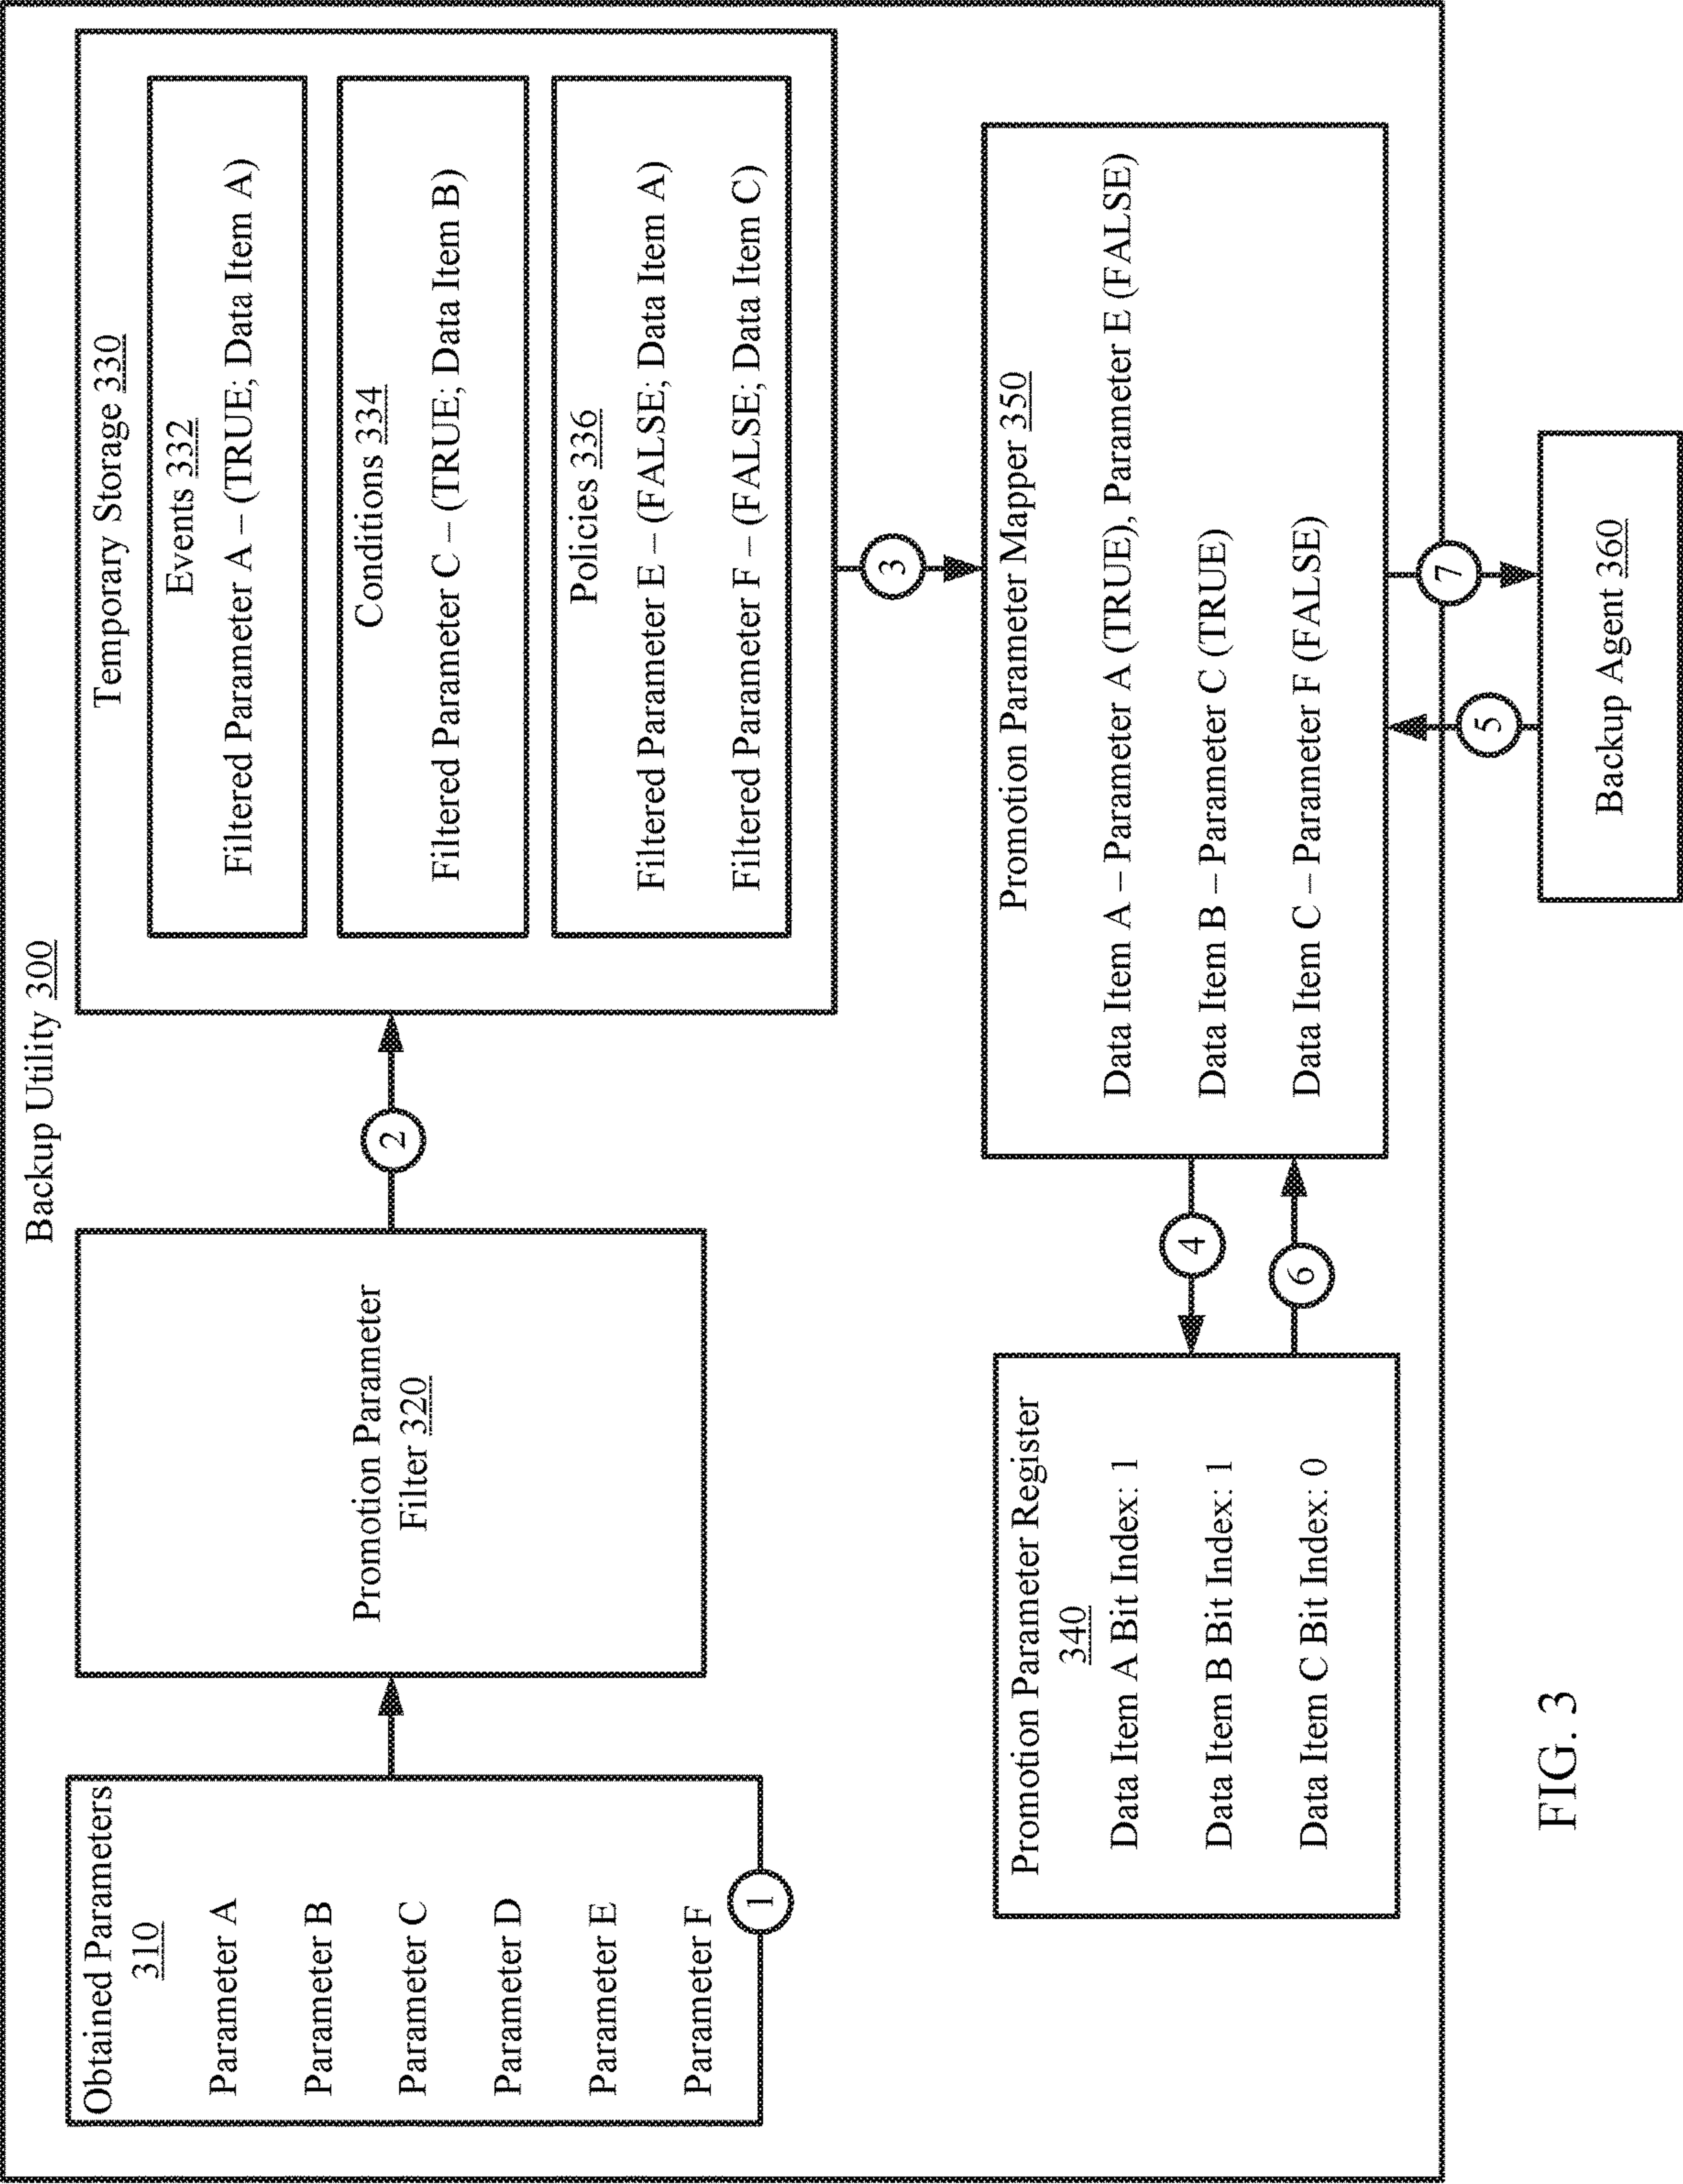 Backup Utility 300
Obtained Parameters
310
Parameter A
Parameter B
Parameter C
Parameter D
Parameter E
Parameter F
1
Promotion Parameter
Filter 320
2
Temporary Storage 330
Events 332
Filtered Parameter A – (TRUE; Data Item A)
Conditions 334
Filtered Parameter C – (TRUE; Data Item B)
Policies 336
Filtered Parameter E – (FALSE; Data Item A)
Filtered Parameter F – (FALSE; Data Item C)
3
Promotion Parameter Register
340
Data Item A Bit Index: 1
Data Item B Bit Index: 1
Data Item C Bit Index: 0
4
6
Promotion Parameter Mapper 350
Data Item A – Parameter A (TRUE), Parameter E (FALSE)
Data Item B – Parameter C (TRUE)
Data Item C – Parameter F (FALSE)
5
7
Backup Agent 360
FIG. 3